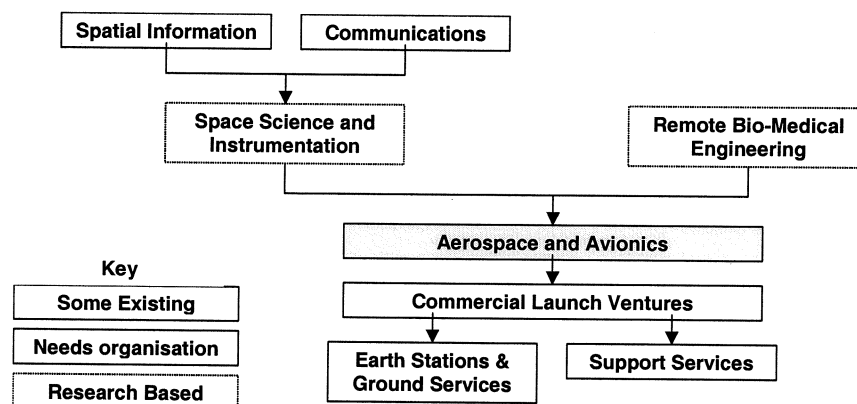 Spatial Information
Communications
Space Science and
Instrumentation
Remote Bio-Medical
Engineering
Aerospace and Avionics
Key
Some Existing
Commercial Launch Ventures
Needs organisation
Earth Stations &
Ground Services
Support Services
Research Based